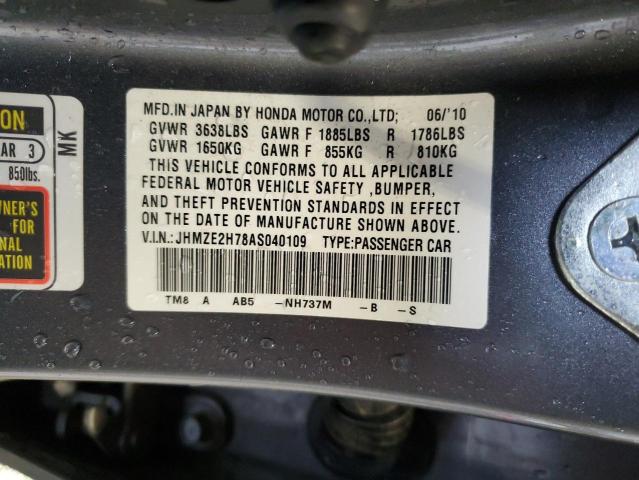 ON
AR 3
850lbs.
NER'S
FOR
NAL
ATION
MK
MFD.IN JAPAN BY HONDA MOTOR CO.,LTD; 06/'10
GVWR 3638LBS GAWR F 1885LBS R 1786LBS
GVWR 1650KG GAWR F 855KG R 810KG
THIS VEHICLE CONFORMS TO ALL APPLICABLE
FEDERAL MOTOR VEHICLE SAFETY ,BUMPER,
AND THEFT PREVENTION STANDARDS IN EFFECT
ON THE DATE OF MANUFACTURE SHOWN ABOVE.
V.I.N.: JHMZE2H78AS040109 TYPE:PASSENGER CAR
TM8 A AB5 -NH737M -B -S